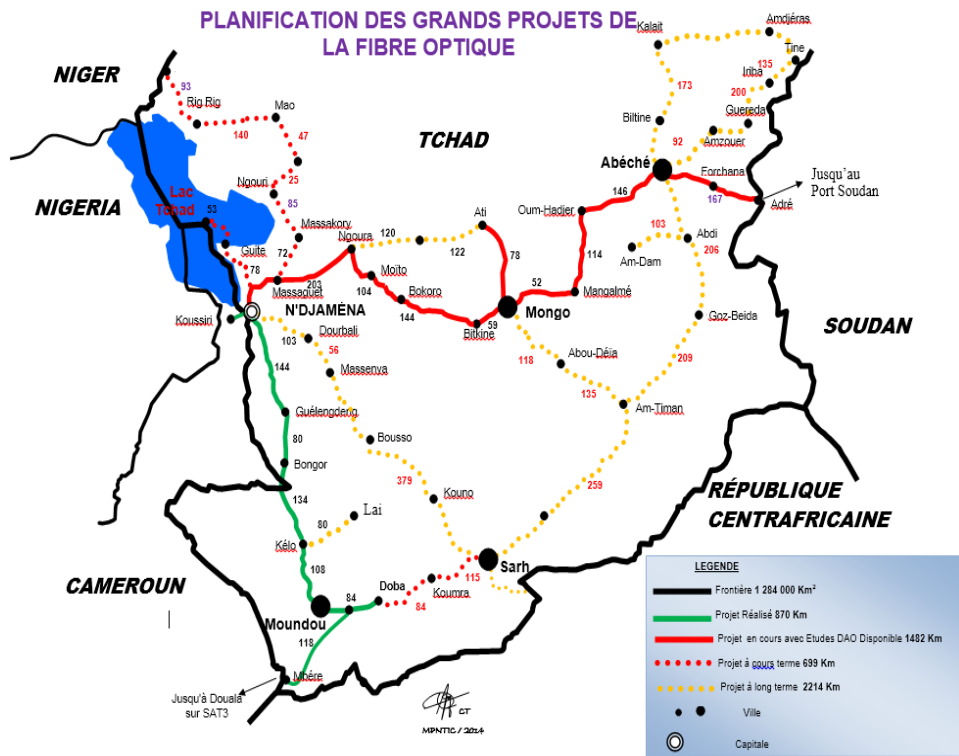 PLANIFICATION DES GRANDS PROJETS DE
LA FIBRE OPTIQUE
NIGER
93
Rig Rig
140
Mao
47
25
Ngouri
85
Massakory
72
NIGERIA
Lac
Tchad
53
Guite
78
Massaguet
203
Ngoura
TCHAD
120
122
Ati
78
Moïto
104
Bokoro
144
Bitkine
59
Mongo
52
Mangalmé
114
Oum-Hadjer
146
Abéché
Forchana
167
Adré
Jusqu'au
Port Soudan
Kalait
173
Biltine
92
Amzouer
Guereda
200
Iriba
135
Tine
Amdjéras
103
Am-Dam
Abdi
206
Goz-Beida
209
SOUDAN
Am-Timan
118
Abou-Déïa
135
259
Koussiri
N'DJAMÉNA
103
Dourbali
56
Massenya
144
Guélengderig
80
Bongor
134
Bousso
379
Kouno
80
Lai
Kélo
108
Moundou
84
Doba
84
Koumra
115
Sarh
118
Mbére
CAMEROUN
Jusqu'à Douala
sur SAT3
CT
MPNTIC / 2014
RÉPUBLIQUE
CENTRAFRICAINE
LEGENDE
Frontière 1 284 000 Km²
Projet Réalisé 870 Km
Projet en cours avec Etudes DAO Disponible 1482 Km
Projet à cours terme 699 Km
Projet à long terme 2214 Km
Ville
Capitale